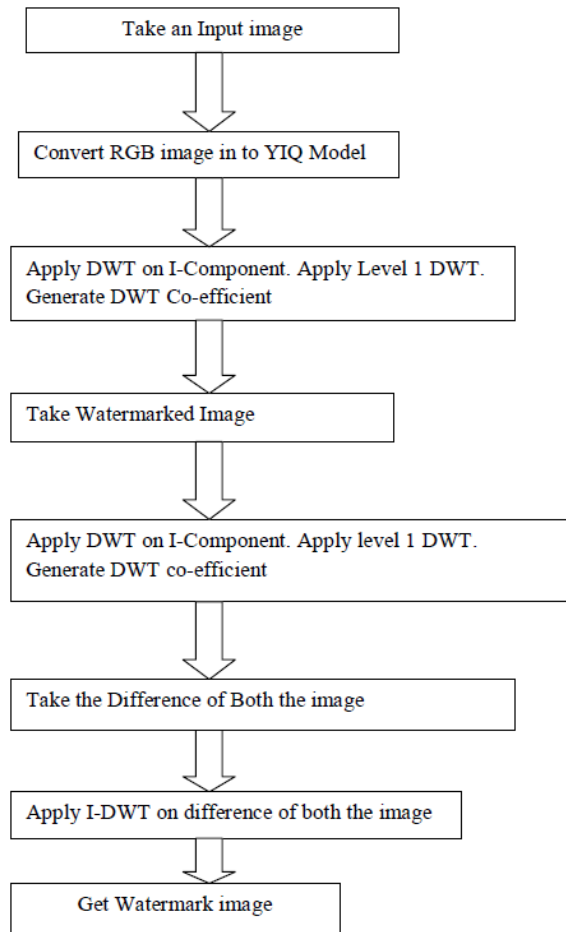 Take an Input image
Convert RGB image in to YIQ Model
Apply DWT on I-Component. Apply Level 1 DWT.
Generate DWT Co-efficient
Take Watermarked Image
Apply DWT on I-Component. Apply level 1 DWT.
Generate DWT co-efficient
Take the Difference of Both the image
Apply I-DWT on difference of both the image
Get Watermark image